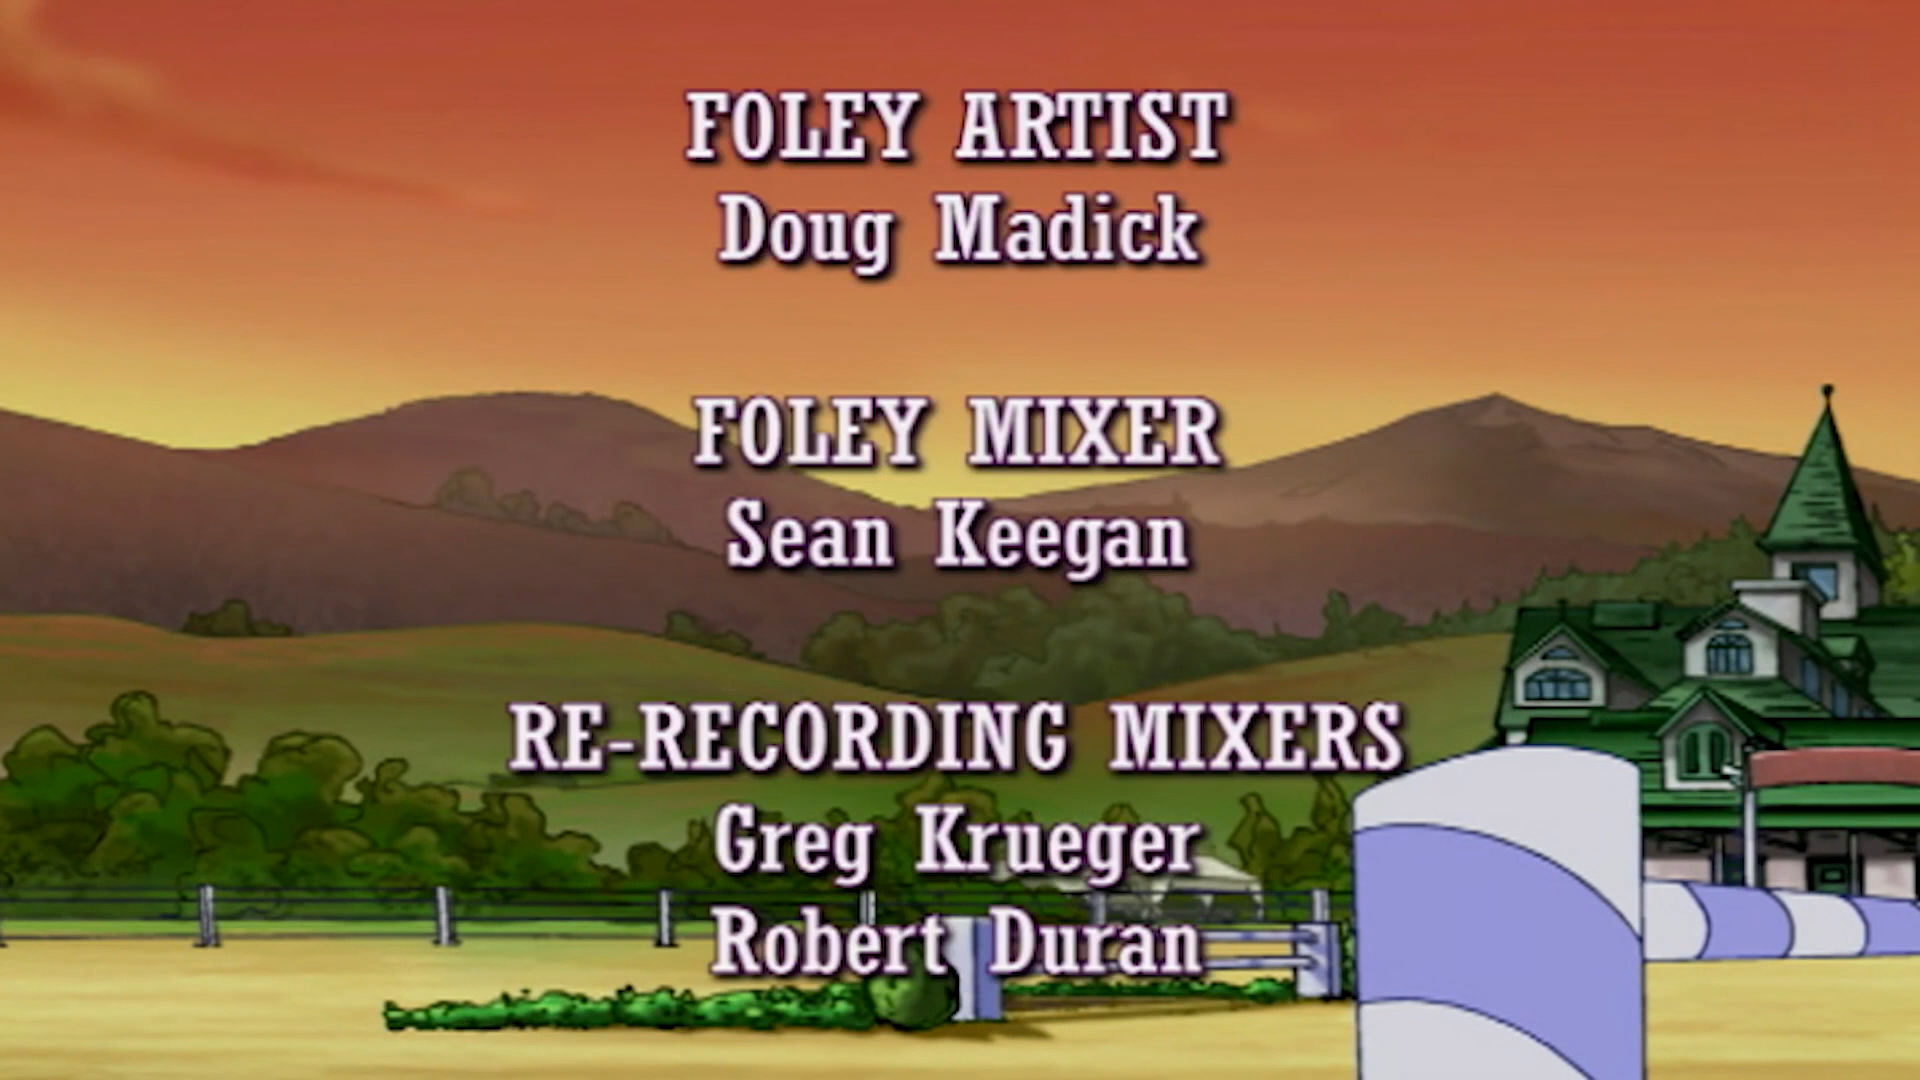 FOLEY ARTIST
Doug Madick
FOLEY MIXER
Sean Keegan
RE-RECORDING MIXERS
Greg Krueger
Robert Duran